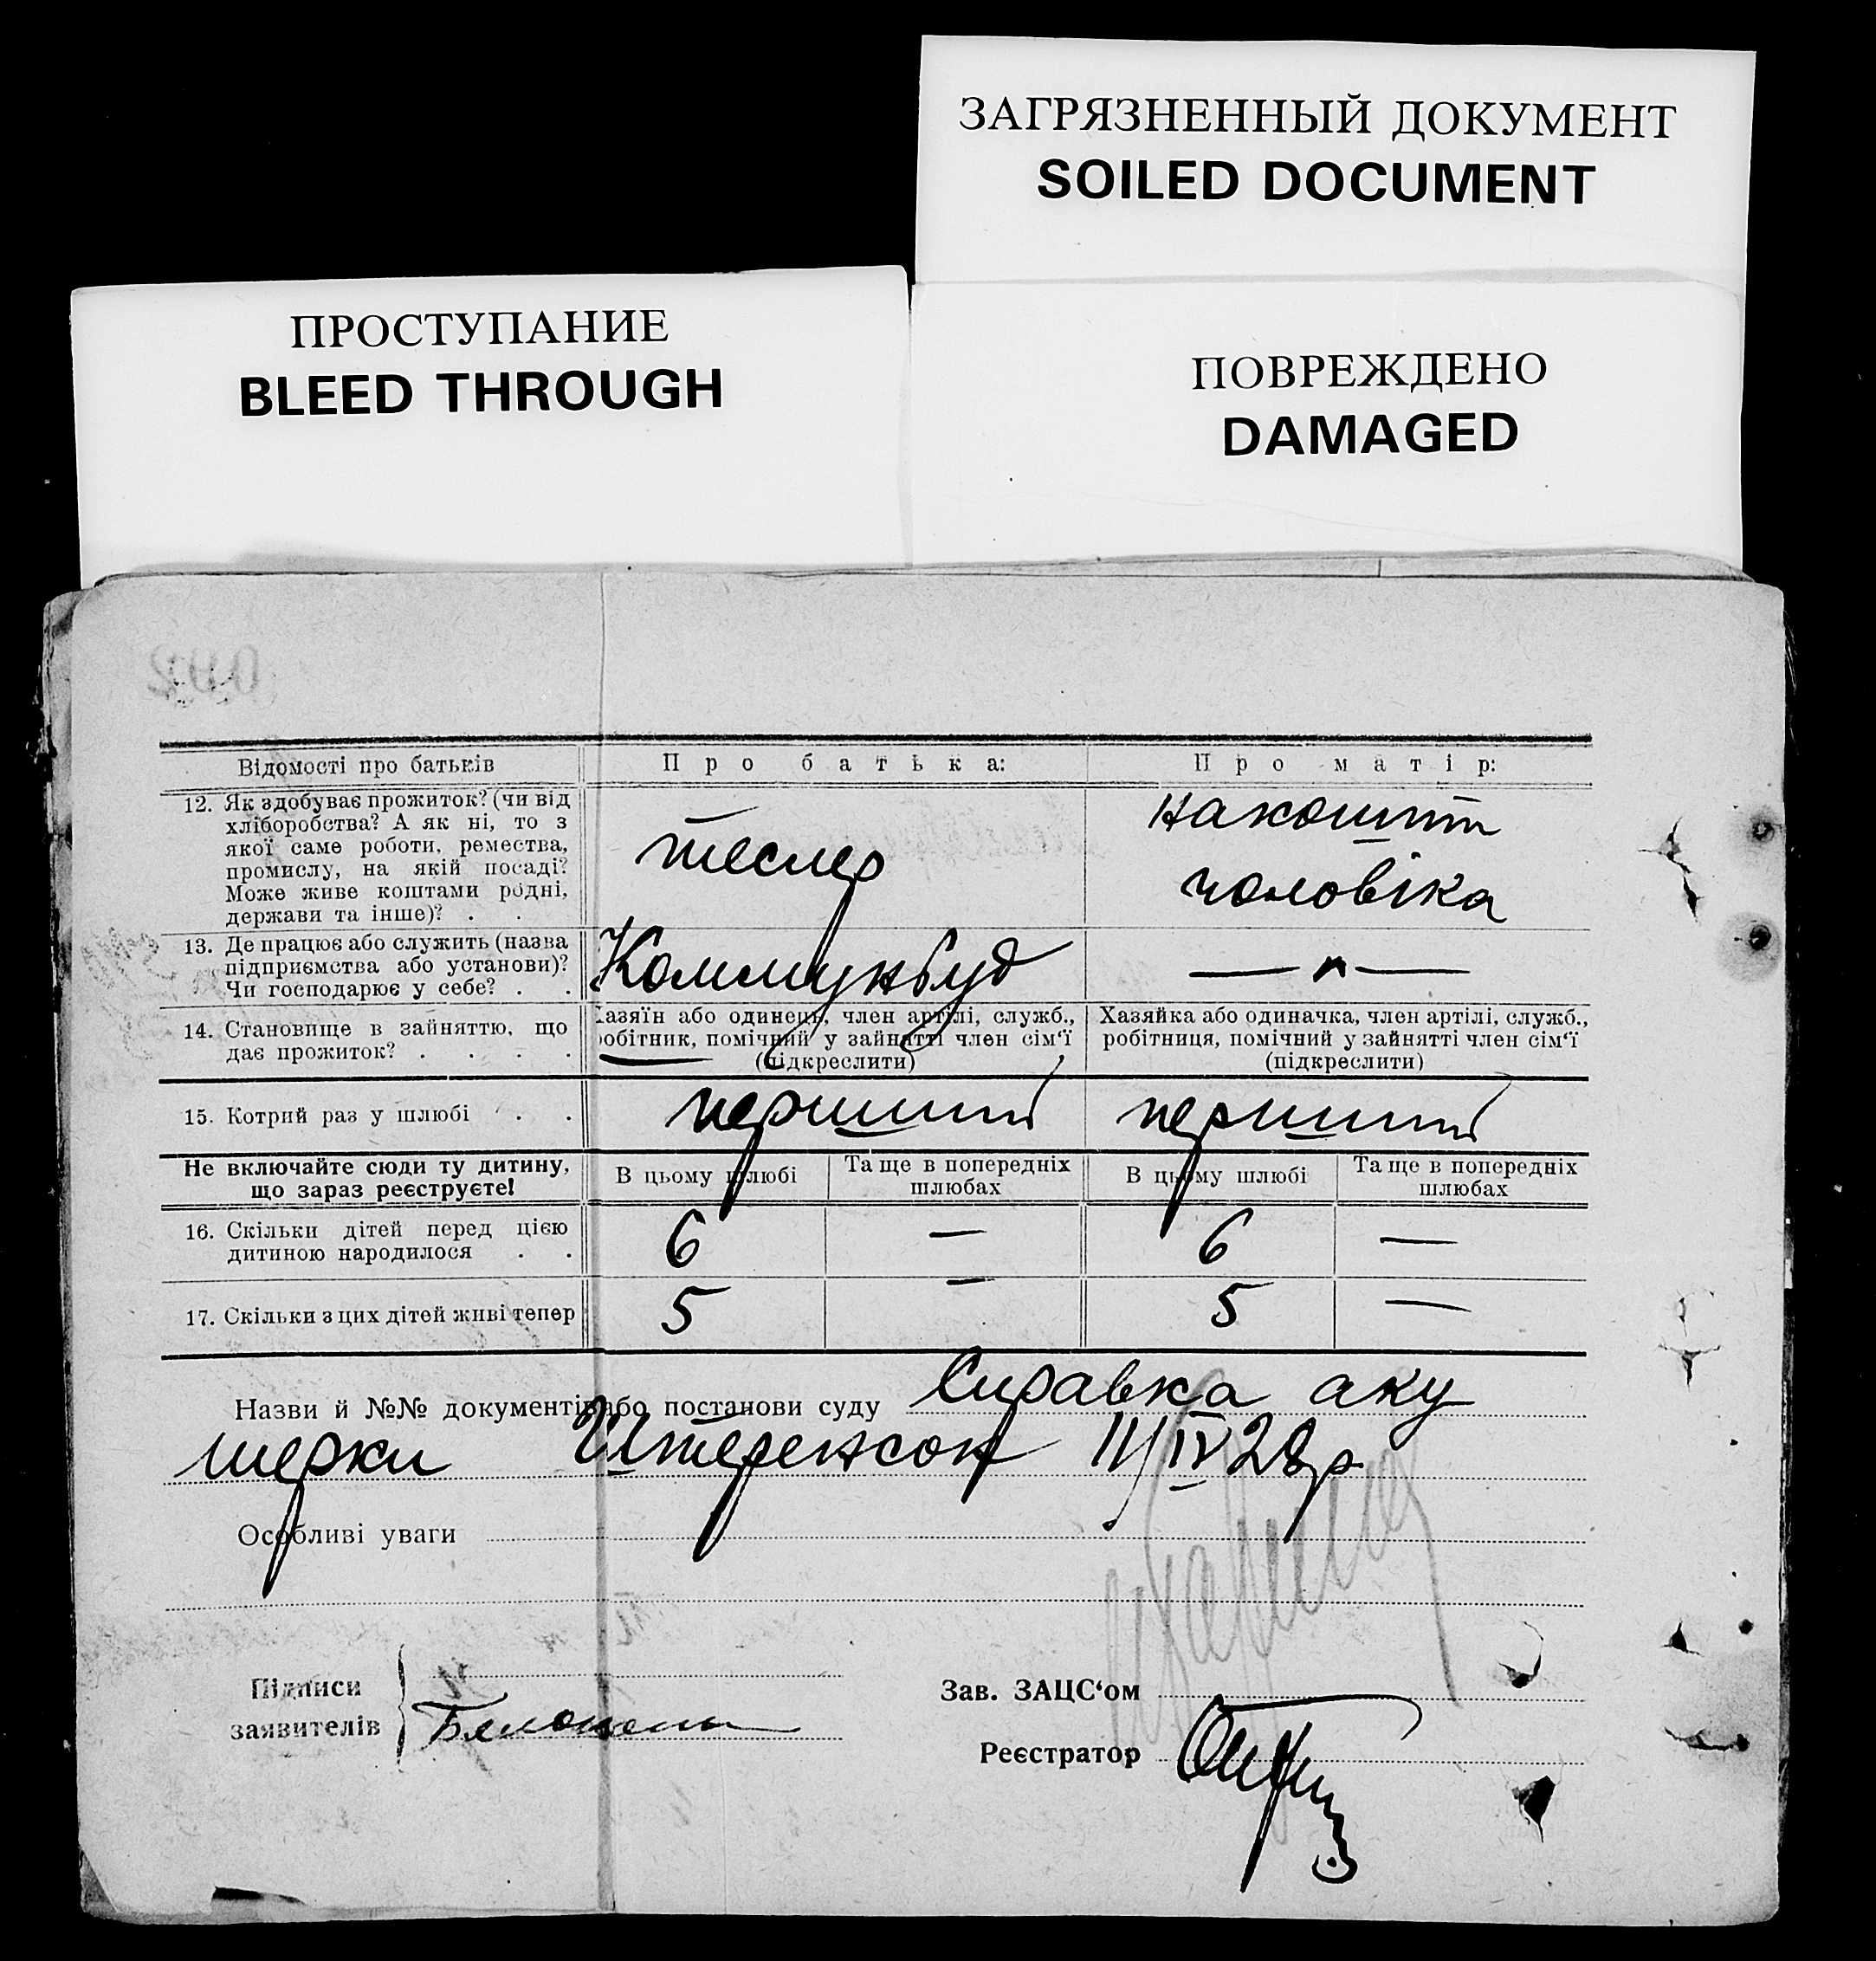 ЗАГРЯЗНЕННЫЙ ДОКУМЕНТ
SOILED DOCUMENT
ПРОСТУПАНИЕ
BLEED THROUGH
ПОВРЕЖДЕНО
DAMAGED
Відомості про батьків
Про батька:
Про матір:
12. Як здобуває прожиток? (чи від
хліборобства? А як ні, то з
якої саме роботи, ремества,
промислу, на якій посаді?
Може живе коштами рідні,
держави та інше)? . .
тесляр
на кошти
чоловіка
13. Де працює або служить (назва
підприємства або установи)?
Чи господарює у себе? . .
Коммунбуд
— " —
14. Становище в зайняттю, що
дає прожиток? . . . .
Хазяїн або одинець, член артілі, служб.,
робітник, помічний у зайнятті член сім'ї
(підкреслити)
Хазяйка або одиначка, член артілі, служб.,
робітниця, помічний у зайнятті член сім'ї
(підкреслити)
15. Котрий раз у шлюбі . .
перший
перший
Не включайте сюди ту дитину,
що зараз реєструєте!
В цьому шлюбі
Та ще в попередніх
шлюбах
В цьому шлюбі
Та ще в попередніх
шлюбах
16. Скільки дітей перед цією
дитиною народилося . .
6 — 6 —
17. Скільки з цих дітей живі тепер
5 — 5 —
Назви й №№ документів або постанови суду Справка аку
шерки Штеренсон 11/IV 28р
Особливі уваги
Підписи
заявителів
Зав. ЗАЦС'ом
Реєстратор